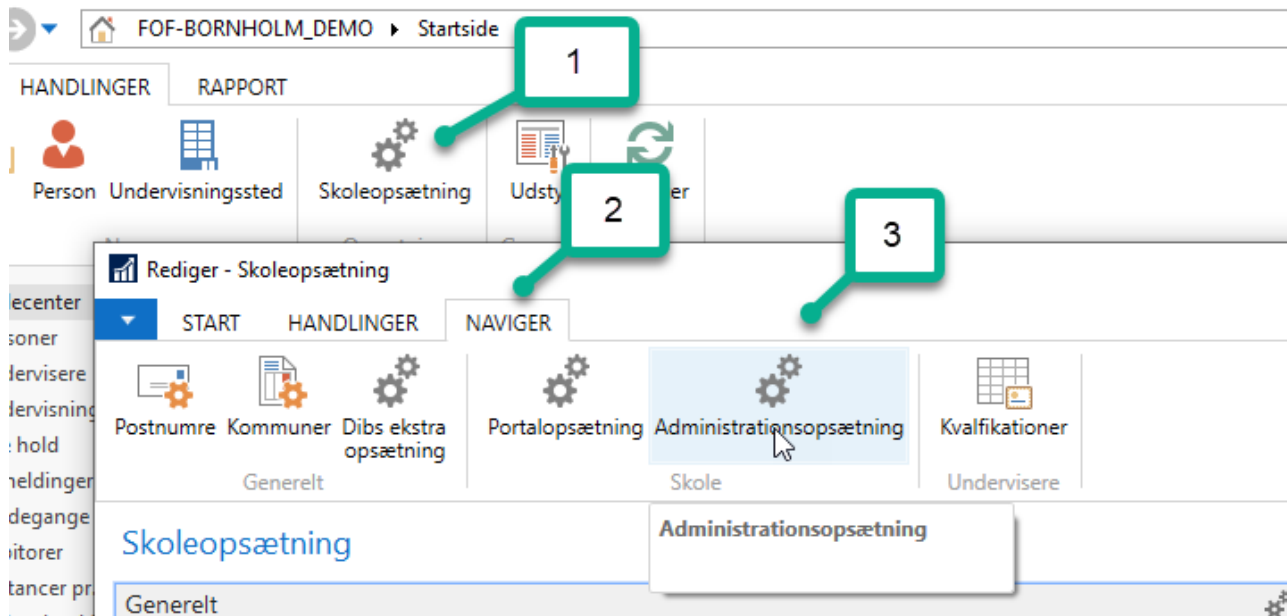 FOF-BORNHOLM_DEMO Startside
1
HANDLINGER RAPPORT
Person Undervisningssted Skoleopsætning
2
3
Rediger - Skoleopsætning
START HANDLINGER NAVIGER
Postnumre Kommuner Dibs ekstra opsætning Portalopsætning Administrationsopsætning Kvalfikationer
Generelt Skole Undervisere
Administrationsopsætning
Skoleopsætning
Generelt
hold